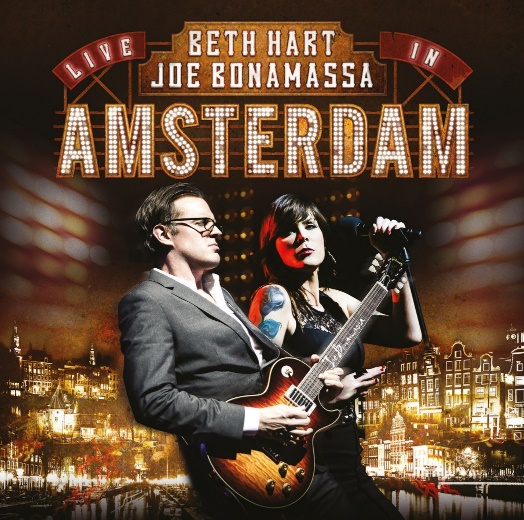 LIVE
BETH HART
JOE BONAMASSA
IN
AMSTERDAM